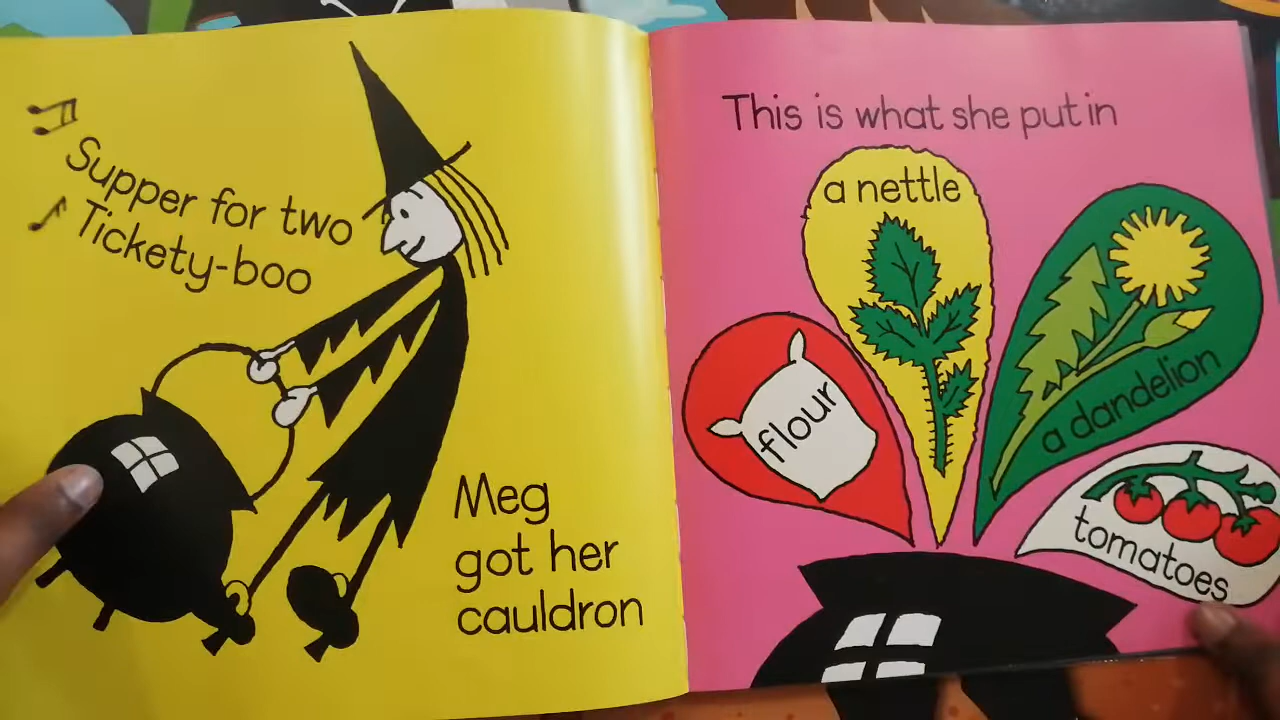 Supper for two
Tickety-boo
Meg
got her
cauldron
This is what she put in
a nettle
flour
a dandelion
tomatoes